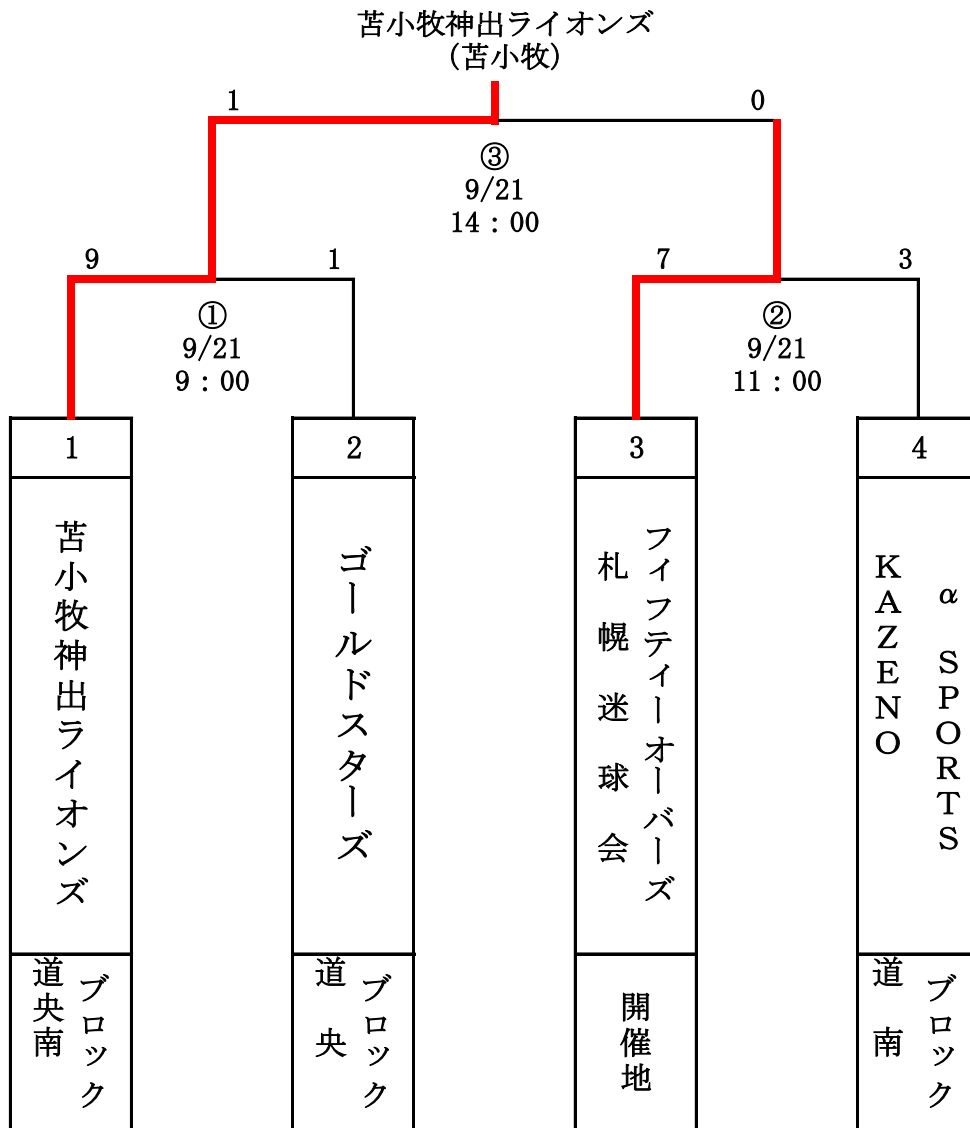 苫小牧神出ライオンズ
(苫小牧)
1
0
③
9/21
14：00
9
1
7
3
①
9/21
9：00
②
9/21
11：00
1
2
3
4
苫小牧神出ライオンズ
ゴールドスターズ
札幌迷球会
フィフティーオーバーズ
KAZENO
α SPORTS
道央南
ブロック
道央
ブロック
開催地
道南
ブロック